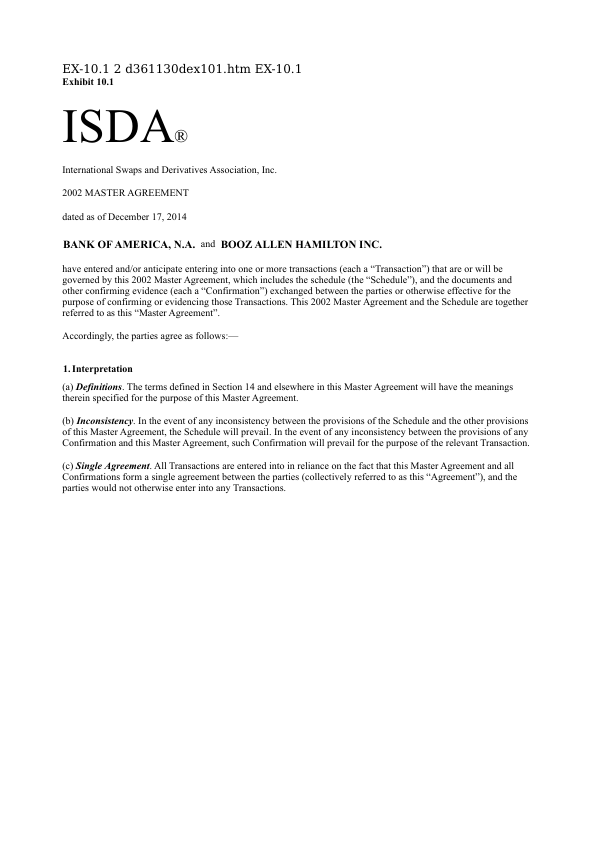 EX-10.1 2 d361130dex101.htm EX-10.1
Exhibit 10.1
ISDA®
International Swaps and Derivatives Association, Inc.
2002 MASTER AGREEMENT
dated as of December 17, 2014
BANK OF AMERICA, N.A. and BOOZ ALLEN HAMILTON INC.
have entered and/or anticipate entering into one or more transactions (each a “Transaction”) that are or will be
governed by this 2002 Master Agreement, which includes the schedule (the “Schedule”), and the documents and
other confirming evidence (each a “Confirmation”) exchanged between the parties or otherwise effective for the
purpose of confirming or evidencing those Transactions. This 2002 Master Agreement and the Schedule are together
referred to as this “Master Agreement”.
Accordingly, the parties agree as follows:—
1. Interpretation
(a) Definitions. The terms defined in Section 14 and elsewhere in this Master Agreement will have the meanings
therein specified for the purpose of this Master Agreement.
(b) Inconsistency. In the event of any inconsistency between the provisions of the Schedule and the other provisions
of this Master Agreement, the Schedule will prevail. In the event of any inconsistency between the provisions of any
Confirmation and this Master Agreement, such Confirmation will prevail for the purpose of the relevant Transaction.
(c) Single Agreement. All Transactions are entered into in reliance on the fact that this Master Agreement and all
Confirmations form a single agreement between the parties (collectively referred to as this “Agreement”), and the
parties would not otherwise enter into any Transactions.